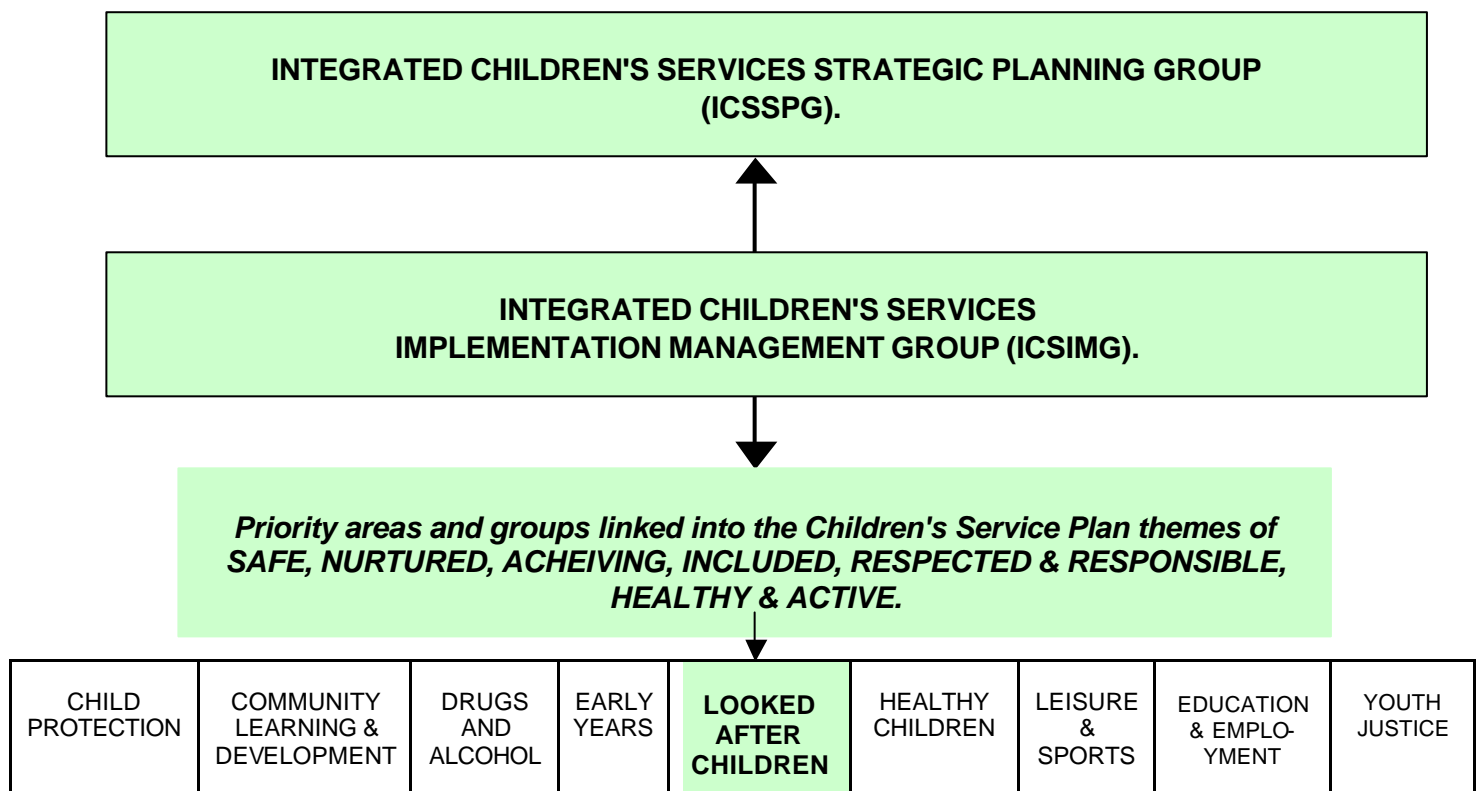 INTEGRATED CHILDREN'S SERVICES STRATEGIC PLANNING GROUP
(ICSSPG).
INTEGRATED CHILDREN'S SERVICES
IMPLEMENTATION MANAGEMENT GROUP (ICSIMG).
Priority areas and groups linked into the Children's Service Plan themes of
SAFE, NURTURED, ACHEIVING, INCLUDED, RESPECTED & RESPONSIBLE,
HEALTHY & ACTIVE.
CHILD
PROTECTION
COMMUNITY
LEARNING &
DEVELOPMENT
DRUGS
AND
ALCOHOL
EARLY
YEARS
LOOKED
AFTER
CHILDREN
HEALTHY
CHILDREN
LEISURE
&
SPORTS
EDUCATION
& EMPLO-
YMENT
YOUTH
JUSTICE